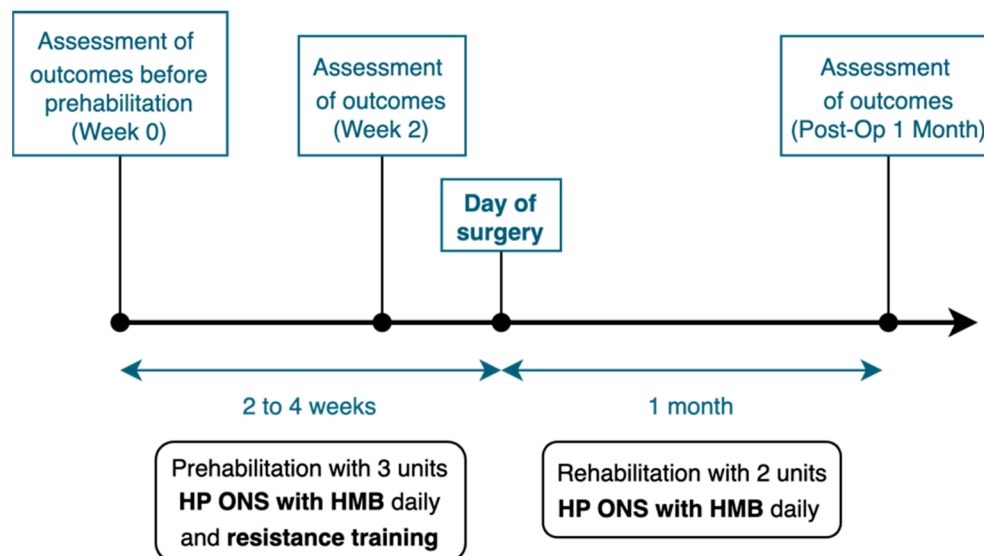 Assessment of
outcomes before
prehabilitation
(Week 0)
Assessment
of outcomes
(Week 2)
Day of
surgery
Assessment
of outcomes
(Post-Op 1 Month)
2 to 4 weeks
1 month
Prehabilitation with 3 units
HP ONS with HMB daily
and resistance training
Rehabilitation with 2 units
HP ONS with HMB daily